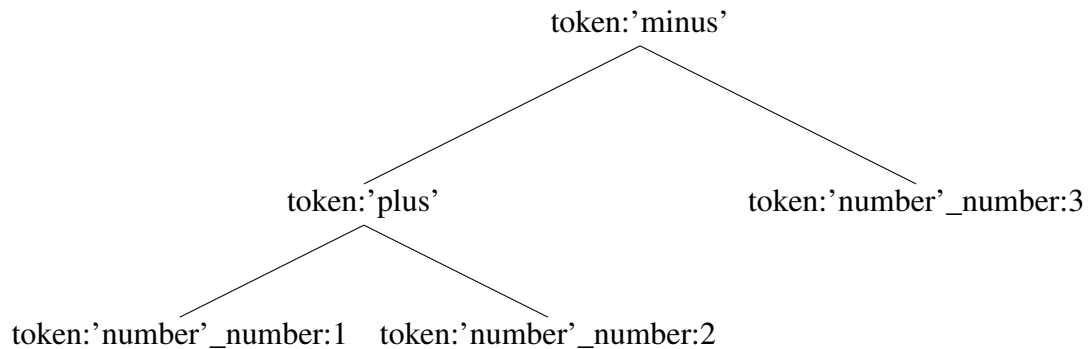 token:’minus’
token:’plus’ token:’number’_number:3
token:’number’_number:1 token:’number’_number:2